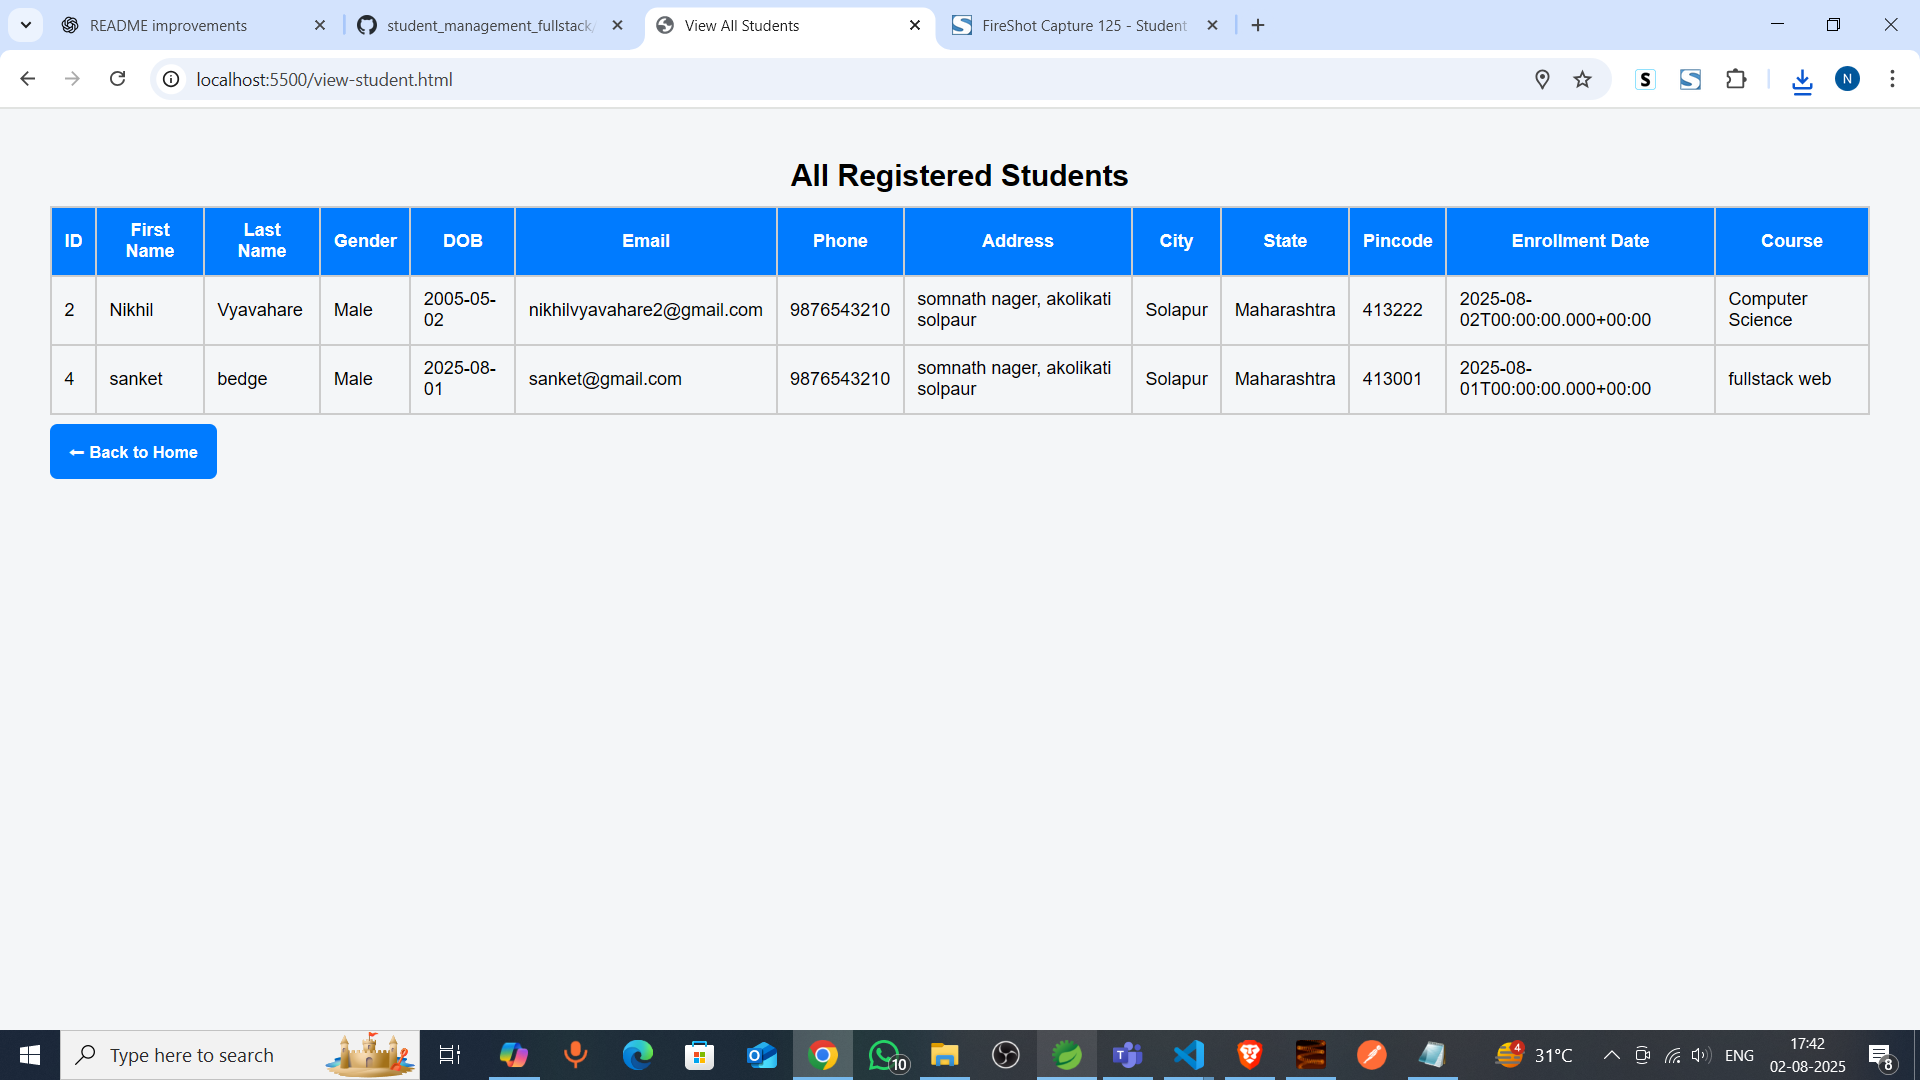 README improvements
student_management_fullstack/
View All Students
FireShot Capture 125 - Student
localhost:5500/view-student.html
S
S
N
All Registered Students
ID First Name Last Name Gender DOB Email Phone Address City State Pincode Enrollment Date Course
2 Nikhil Vyavahare Male 2005-05-02 nikhilvyavahare2@gmail.com 9876543210 somnath nager, akolikati solpaur Solapur Maharashtra 413222 2025-08-02T00:00:00.000+00:00 Computer Science
4 sanket bedge Male 2025-08-01 sanket@gmail.com 9876543210 somnath nager, akolikati solpaur Solapur Maharashtra 413001 2025-08-01T00:00:00.000+00:00 fullstack web
← Back to Home
Type here to search
10
4
31°C
ENG
17:42
02-08-2025
8